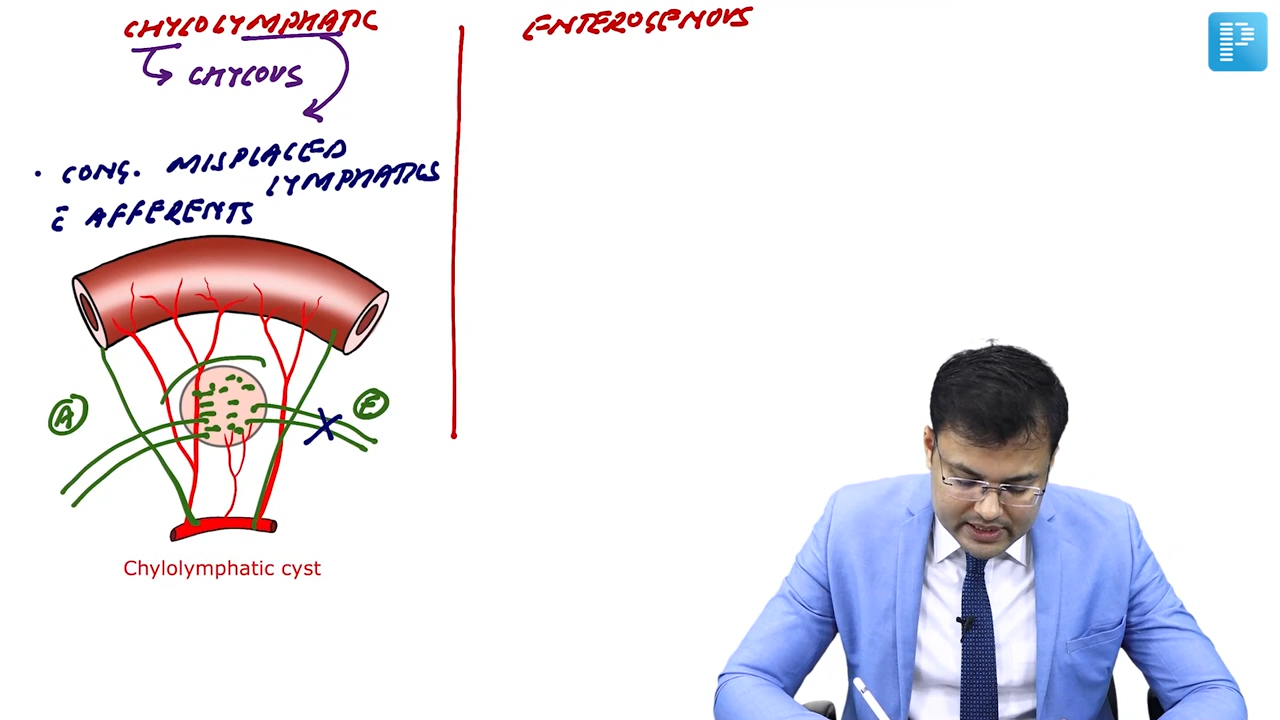 CHYLOLYMPHATIC
CHYLOUS
• CONG. MISPLACED
LYMPHATICS
c̄ AFFERENTS
A
E
Chylolymphatic cyst
ENTEROGENOUS
P